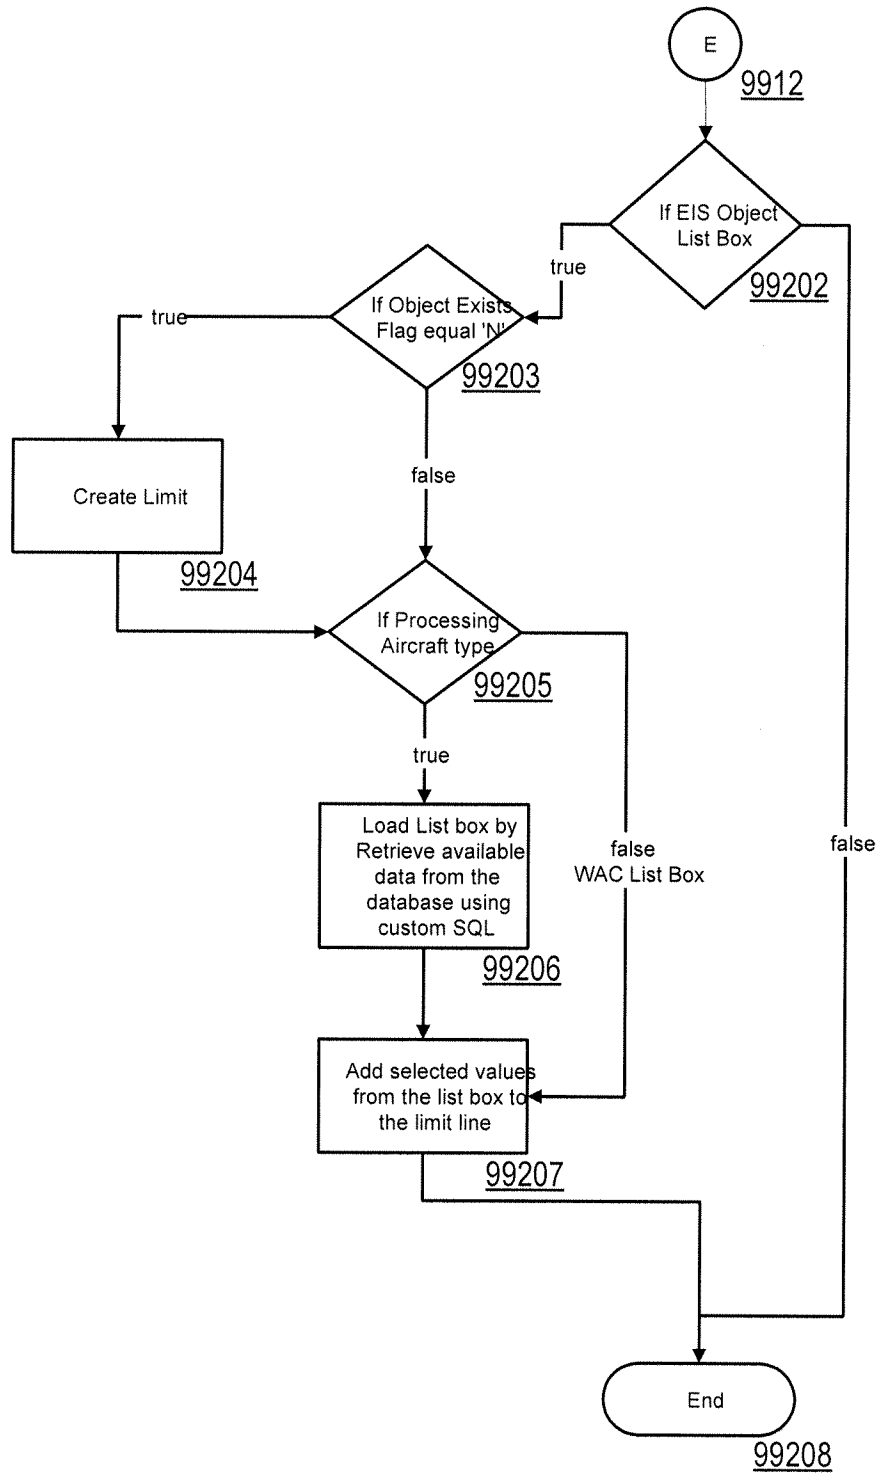 E
9912
If EIS Object
List Box
99202
true
If Object Exists
Flag equal 'N'
99203
true
Create Limit
99204
false
If Processing
Aircraft type
99205
true
Load List box by
Retrieve available
data from the
database using
custom SQL
99206
false
WAC List Box
false
Add selected values
from the list box to
the limit line
99207
End
99208